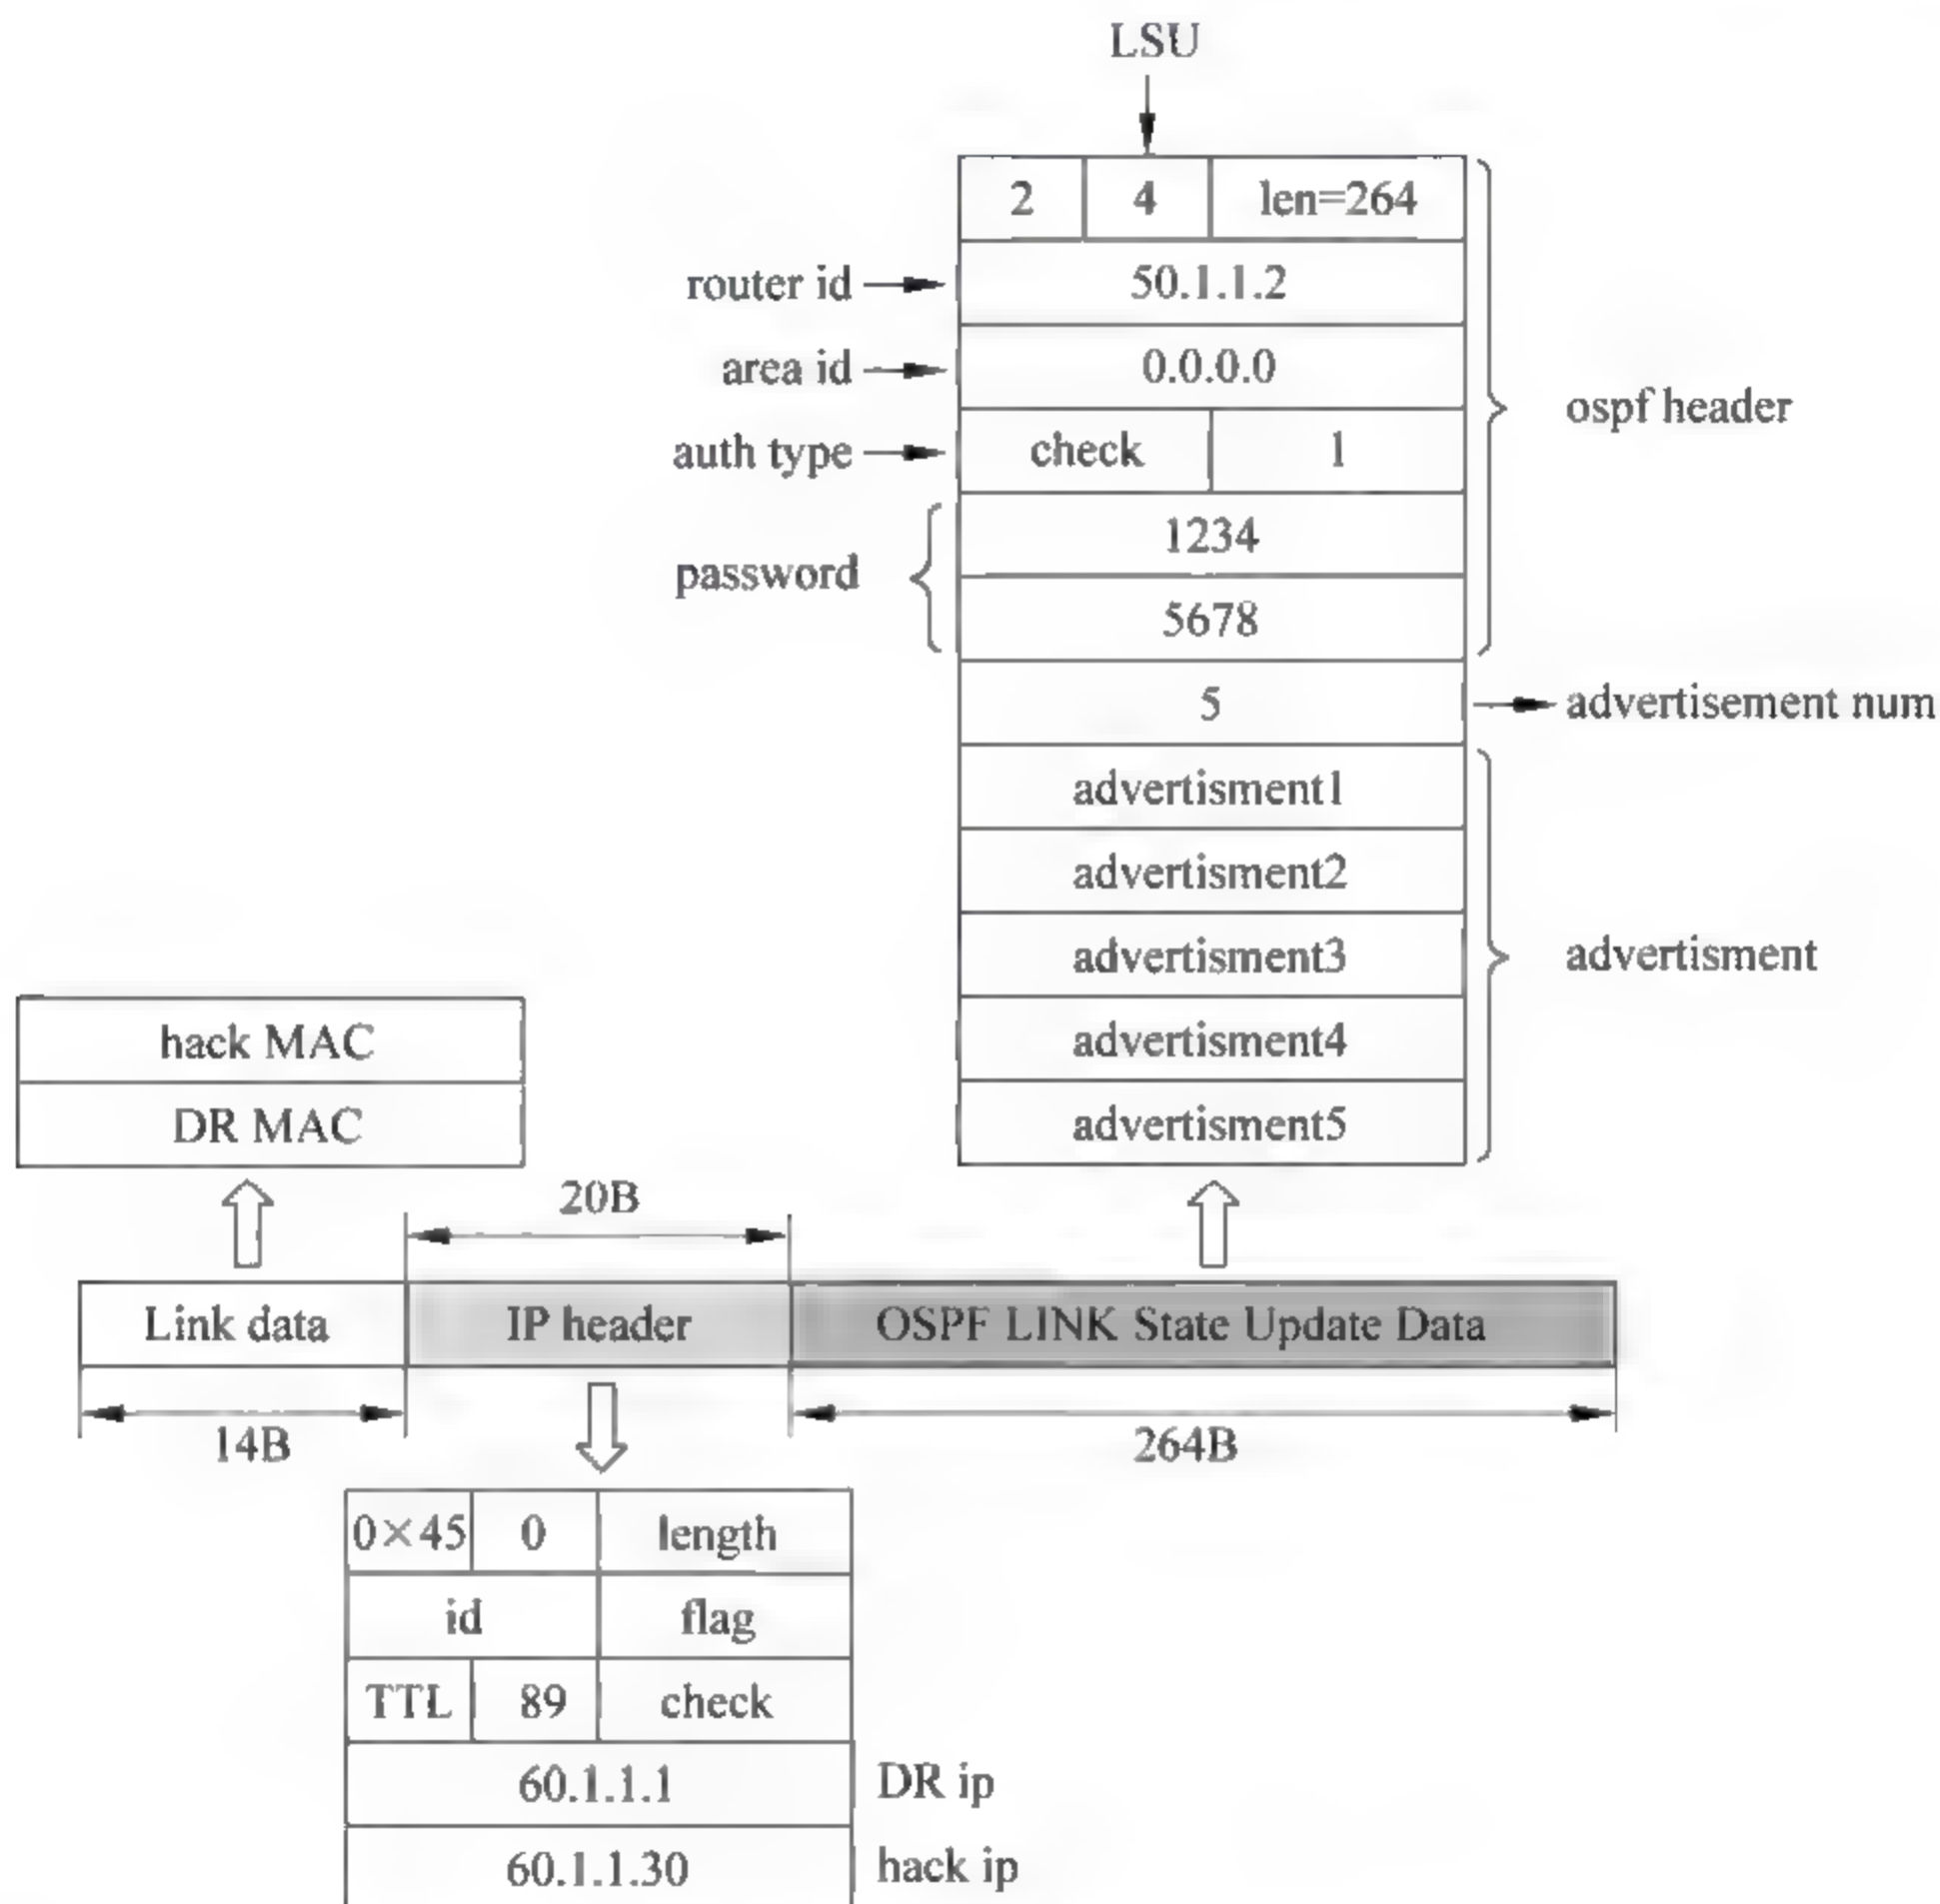 LSU
2 4 len=264
router id 50.1.1.2
area id 0.0.0.0
ospf header
auth type check 1
1234
password
5678
5 advertisement num
advertisment1
advertisment2
advertisment3 advertisment
advertisment4
advertisment5
hack MAC
DR MAC
20B
Link data IP header OSPF LINK State Update Data
14B 264B
0×45 0 length
id flag
TTL 89 check
60.1.1.1 DR ip
60.1.1.30 hack ip